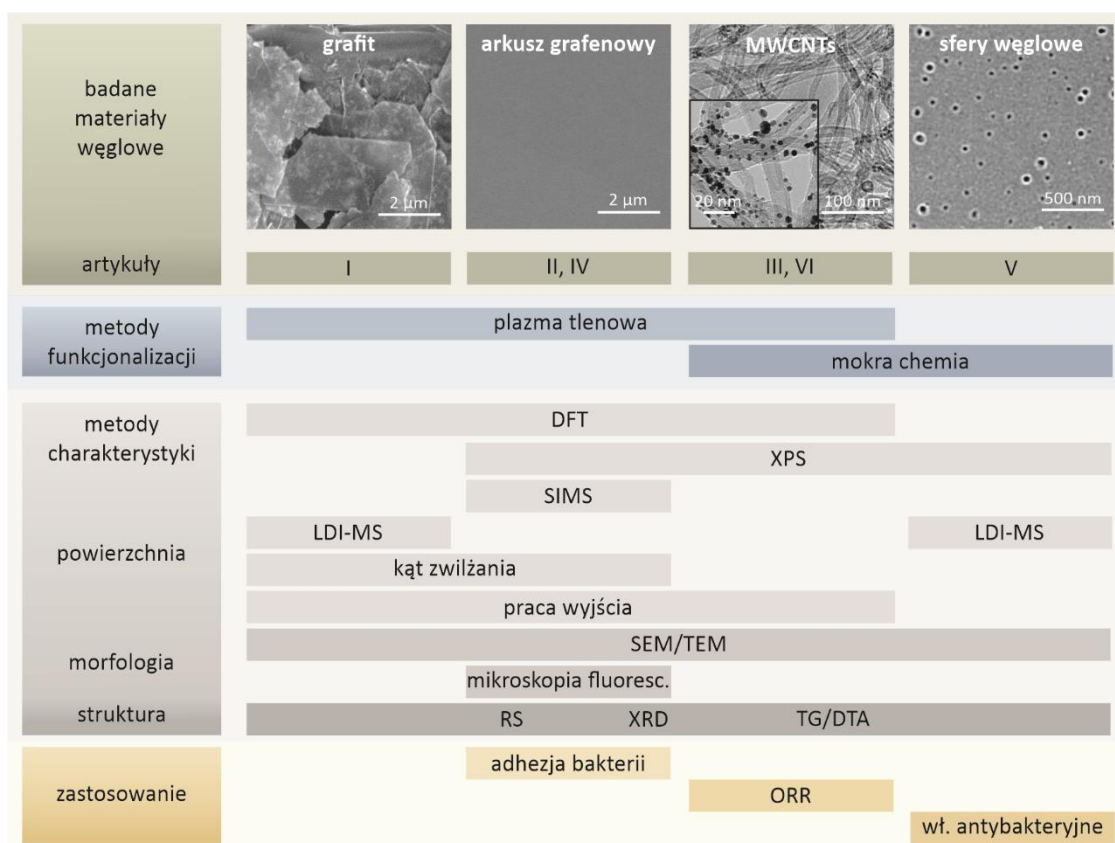 badane
materiały
węglowe
grafit
arkusz grafenowy
MWCNTs
sfery węglowe
2 µm
2 µm
20 nm
100 nm
500 nm
artykuły
I
II, IV
III, VI
V
metody
funkcjonalizacji
plazma tlenowa
mokra chemia
metody
charakterystyki
DFT
XPS
SIMS
powierzchnia
LDI-MS
LDI-MS
kąt zwilżania
praca wyjścia
morfologia
SEM/TEM
mikroskopia fluoresc.
struktura
RS
XRD
TG/DTA
zastosowanie
adhezja bakterii
ORR
wł. antybakteryjne